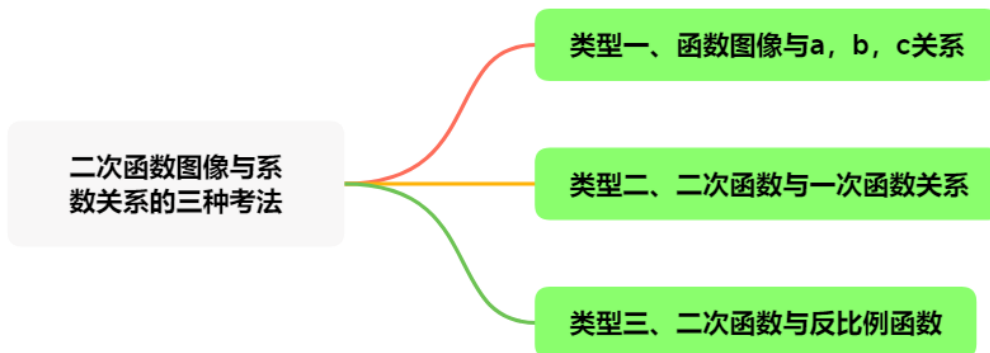 二次函数图像与系
数关系的三种考法
类型一、函数图像与a，b，c关系
类型二、二次函数与一次函数关系
类型三、二次函数与反比例函数